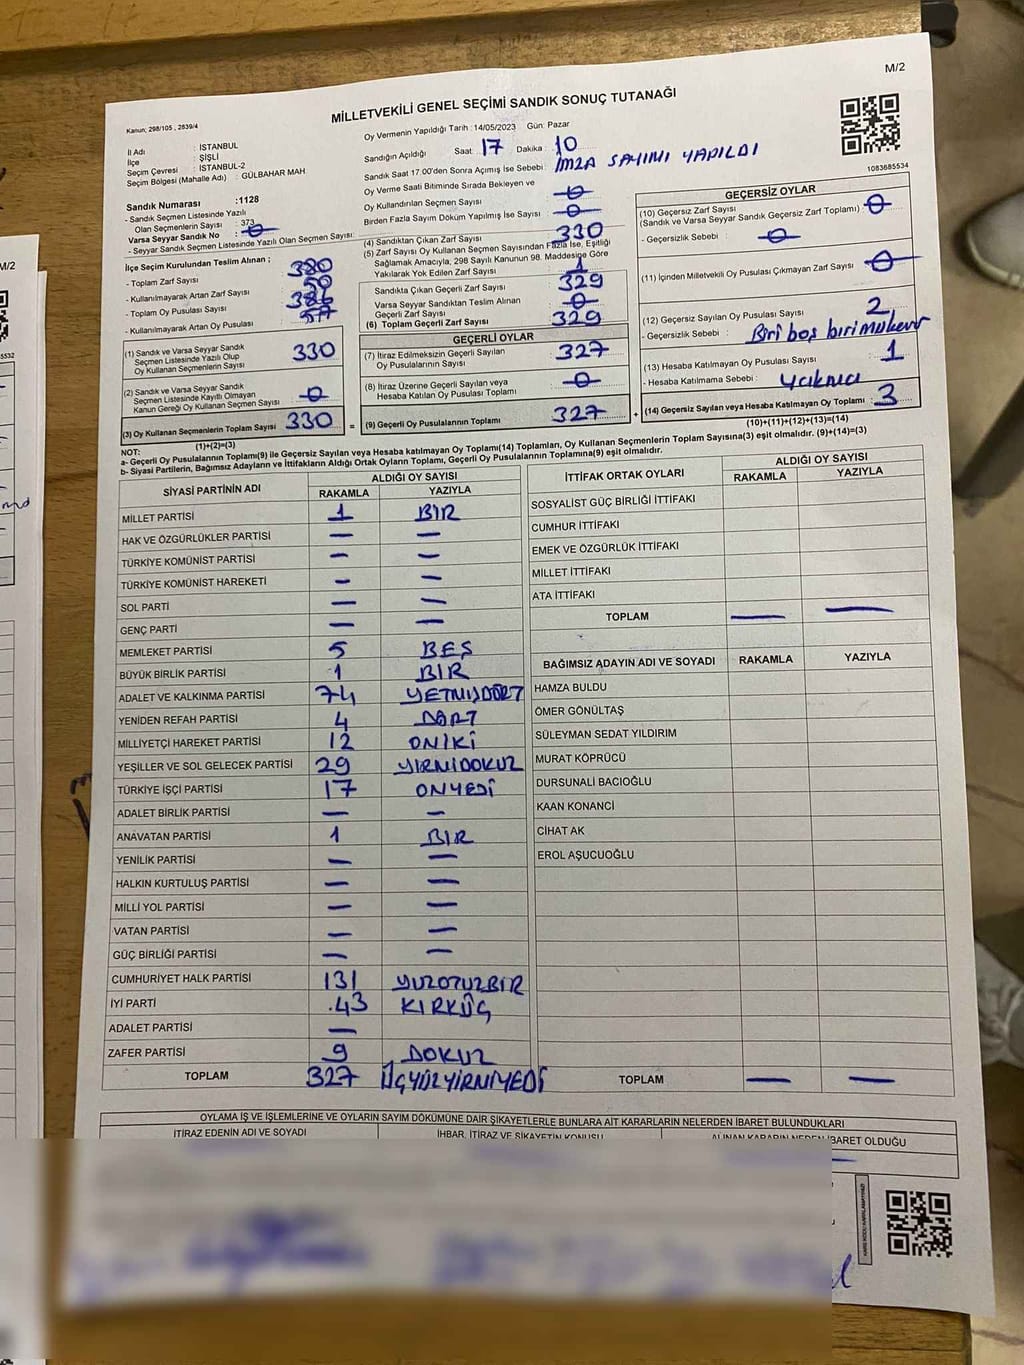 M/2
MİLLETVEKİLİ GENEL SEÇİMİ SANDIK SONUÇ TUTANAĞI
Kanun, 298/105 , 2839/4
İl Adı : İSTANBUL
İlçe : ŞİŞLİ
Seçim Çevresi : İSTANBUL-2
Seçim Bölgesi (Mahalle Adı) : GÜLBAHAR MAH
Oy Vermenin Yapıldığı Tarih : 14/05/2023 Gün: Pazar
Sandığın Açıldığı Saat: 17 Dakika : 10
Sandık Saat 17.00'den Sonra Açımış İse Sebebi : İMZA SAYIMI YAPILDI
Oy Verme Saati Bitiminde Sırada Bekleyen ve
Oy Kullandırılan Seçmen Sayısı : 0
Birden Fazla Sayım Döküm Yapılmış İse Sayısı : 0
1083685534
Sandık Numarası :1128
- Sandık Seçmen Listesinde Yazılı
Olan Seçmenlerin Sayısı : 373
Varsa Seyyar Sandık No : 0
- Seyyar Sandık Seçmen Listesinde Yazılı Olan Seçmen Sayısı:
İlçe Seçim Kurulundan Teslim Alınan ;
- Toplam Zarf Sayısı : 380
- Kullanılmayarak Artan Zarf Sayısı : 50
- Toplam Oy Pusulası Sayısı :
- Kullanılmayarak Artan Oy Pusulası :
(1) Sandık ve Varsa Seyyar Sandık
Seçmen Listesinde Yazılı Olup
Oy Kullanan Seçmenlerin Sayısı : 330
(2) Sandık ve Varsa Seyyar Sandık
Seçmen Listesinde Kayıtlı Olmayan
Kanun Gereği Oy Kullanan Seçmen Sayısı : 0
(3) Oy Kullanan Seçmenlerin Toplam Sayısı 330
(1)+(2)=(3)
(4) Sandıktan Çıkan Zarf Sayısı : 330
(5) Zarf Sayısı Oy Kullanan Seçmen Sayısından Fazla İse, Eşitliği
Sağlamak Amacıyla, 298 Sayılı Kanunun 98. Maddesine Göre
Yakılarak Yok Edilen Zarf Sayısı : 1
Sandıkta Çıkan Geçerli Zarf Sayısı : 329
Varsa Seyyar Sandıktan Teslim Alınan
Geçerli Zarf Sayısı : 0
(6) Toplam Geçerli Zarf Sayısı : 329
GEÇERLİ OYLAR
(7) İtiraz Edilmeksizin Geçerli Sayılan
Oy Pusulalarının Sayısı : 327
(8) İtiraz Üzerine Geçerli Sayılan veya
Hesaba Katılan Oy Pusulası Toplamı : 0
= (9) Geçerli Oy Pusulalarının Toplamı : 327 +
GEÇERSİZ OYLAR
(10) Geçersiz Zarf Sayısı
(Sandık ve Varsa Seyyar Sandık Geçersiz Zarf Toplamı) : 0
- Geçersizlik Sebebi : 0
(11) İçinden Milletvekili Oy Pusulası Çıkmayan Zarf Sayısı : 0
(12) Geçersiz Sayılan Oy Pusulası Sayısı : 2
- Geçersizlik Sebebi : Biri boş biri mükerrer
(13) Hesaba Katılmayan Oy Pusulası Sayısı : 1
- Hesaba Katılmama Sebebi : yakma
(14) Geçersiz Sayılan veya Hesaba Katılmayan Oy Toplamı : 3
(10)+(11)+(12)+(13)=(14)
NOT:
a- Geçerli Oy Pusulalarının Toplamı(9) ile Geçersiz Sayılan veya Hesaba katılmayan Oy Toplamı(14) Toplamları, Oy Kullanan Seçmenlerin Toplam Sayısına(3) eşit olmalıdır. (9)+(14)=(3)
b- Siyasi Partilerin, Bağımsız Adayların ve İttifakların Aldığı Ortak Oyların Toplamı, Geçerli Oy Pusulalarının Toplamına(9) eşit olmalıdır.
SİYASİ PARTİNİN ADI ALDIĞI OY SAYISI
RAKAMLA YAZIYLA
MİLLET PARTİSİ 1 BİR
HAK VE ÖZGÜRLÜKLER PARTİSİ — —
TÜRKİYE KOMÜNİST PARTİSİ — —
TÜRKİYE KOMÜNİST HAREKETİ — —
SOL PARTİ — —
GENÇ PARTİ — —
MEMLEKET PARTİSİ 5 BEŞ
BÜYÜK BİRLİK PARTİSİ 1 BİR
ADALET VE KALKINMA PARTİSİ 74 YETMİŞDÖRT
YENİDEN REFAH PARTİSİ 4 DÖRT
MİLLİYETÇİ HAREKET PARTİSİ 12 ONİKİ
YEŞİLLER VE SOL GELECEK PARTİSİ 29 YİRMİDOKUZ
TÜRKİYE İŞÇİ PARTİSİ 17 ONYEDİ
ADALET BİRLİK PARTİSİ — —
ANAVATAN PARTİSİ 1 BİR
YENİLİK PARTİSİ — —
HALKIN KURTULUŞ PARTİSİ — —
MİLLİ YOL PARTİSİ — —
VATAN PARTİSİ — —
GÜÇ BİRLİĞİ PARTİSİ — —
CUMHURİYET HALK PARTİSİ 131 YÜZOTUZBİR
İYİ PARTİ 43 KIRKÜÇ
ADALET PARTİSİ —
ZAFER PARTİSİ 9 DOKUZ
TOPLAM 327 ÜÇYÜZYİRMİYEDİ
İTTİFAK ORTAK OYLARI ALDIĞI OY SAYISI
RAKAMLA YAZIYLA
SOSYALİST GÜÇ BİRLİĞİ İTTİFAKI
CUMHUR İTTİFAKI
EMEK VE ÖZGÜRLÜK İTTİFAKI
MİLLET İTTİFAKI
ATA İTTİFAKI
TOPLAM — —
BAĞIMSIZ ADAYIN ADI VE SOYADI RAKAMLA YAZIYLA
HAMZA BULDU
ÖMER GÖNÜLTAŞ
SÜLEYMAN SEDAT YILDIRIM
MURAT KÖPRÜCÜ
DURSUNALİ BACIOĞLU
KAAN KONANCİ
CİHAT AK
EROL AŞUCUOĞLU
TOPLAM — —
OYLAMA İŞ VE İŞLEMLERİNE VE OYLARIN SAYIM DÖKÜMÜNE DAİR ŞİKAYETLERLE BUNLARA AİT KARARLARIN NELERDEN İBARET BULUNDUKLARI
İTİRAZ EDENİN ADI VE SOYADI İHBAR, İTİRAZ VE ŞİKAYETİN KONUSU ALINAN KARARIN NEDEN İBARET OLDUĞU
M/2
5532